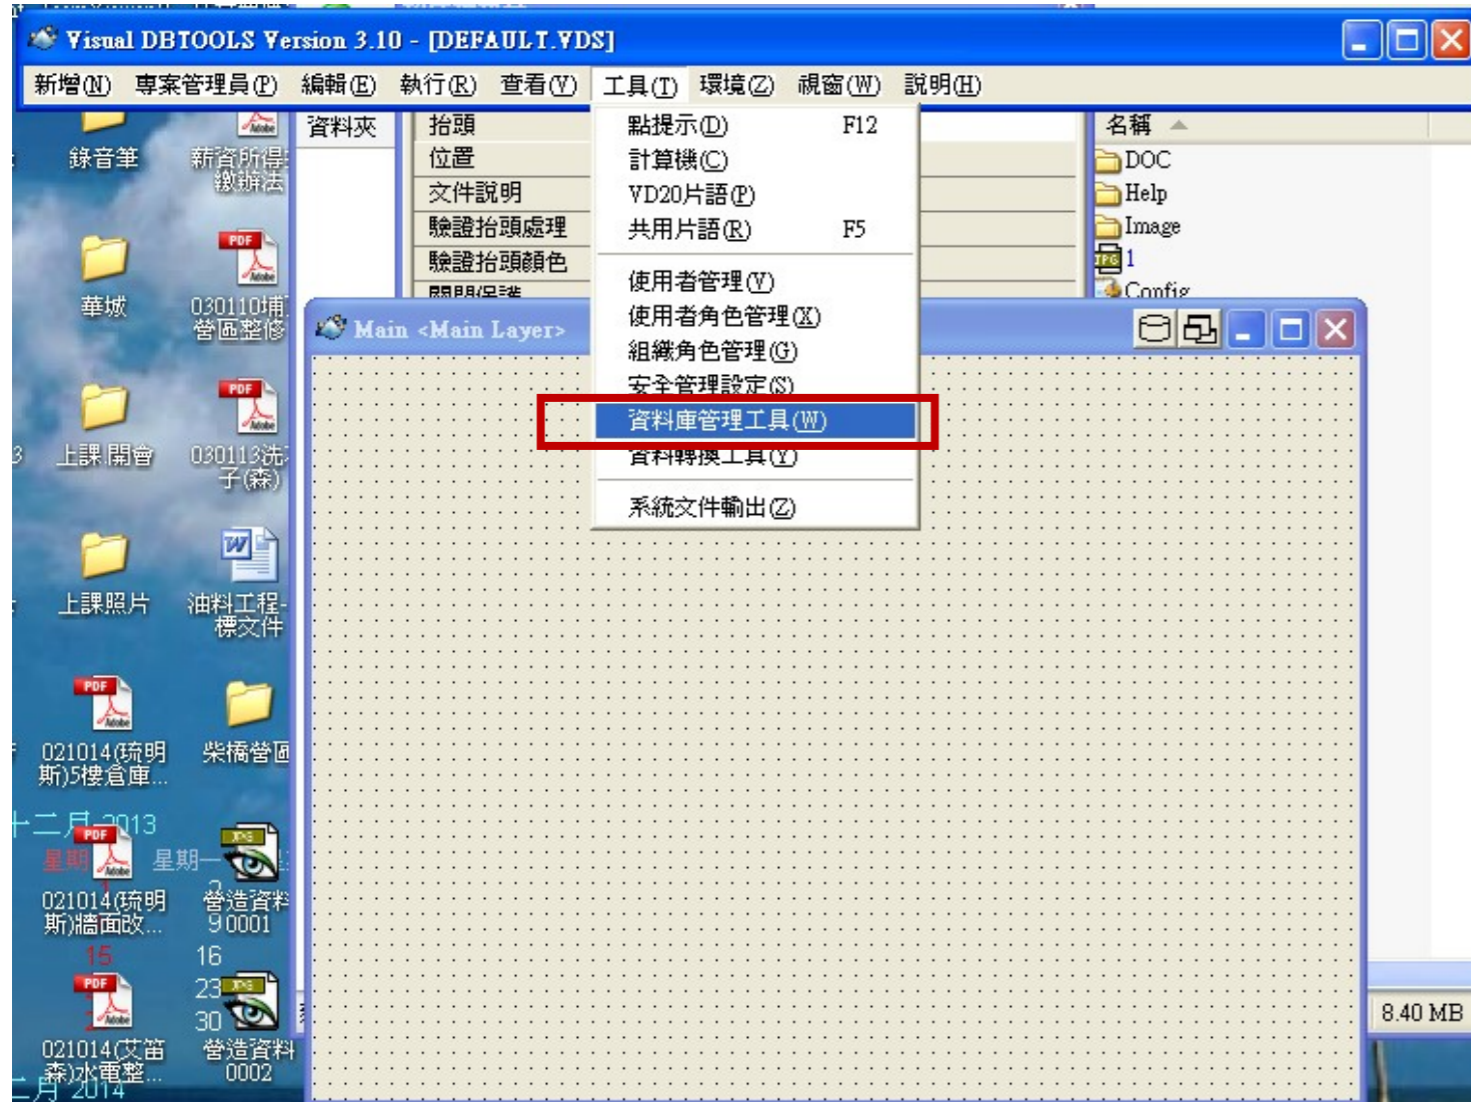 Visual DBTOOLS Version 3.10 - [DEFAULT.VDS]
新增(N) 專案管理員(P) 編輯(E) 執行(R) 查看(V) 工具(T) 環境(Z) 視窗(W) 説明(H)
資料夾
抬頭
位置
文件説明
驗證抬頭處理
驗證抬頭顏色
點提示(D) F12
計算機(C)
VD20片語(P)
共用片語(R) F5
使用者管理(V)
使用者角色管理(X)
組織角色管理(G)
安全管理設定(S)
資料庫管理工具(W)
資料轉換工具(Y)
系統文件輸出(Z)
名稱
DOC
Help
Image
1
Config
Main <Main Layer>
錄音筆
薪資所得
繳辦法
華城
030110埔
營區整修
上課.開會
030113洗
子(森)
上課照片
油料工程-
標文件
021014(琉明
斯)5樓倉庫...
柴橋營區
十二月 2013
星期一
021014(琉明
斯)牆面改...
營造資料
0001
9
15
16
23
30
021014(艾笛
森)水電整...
營造資料
0002
二月 2014
8.40 MB